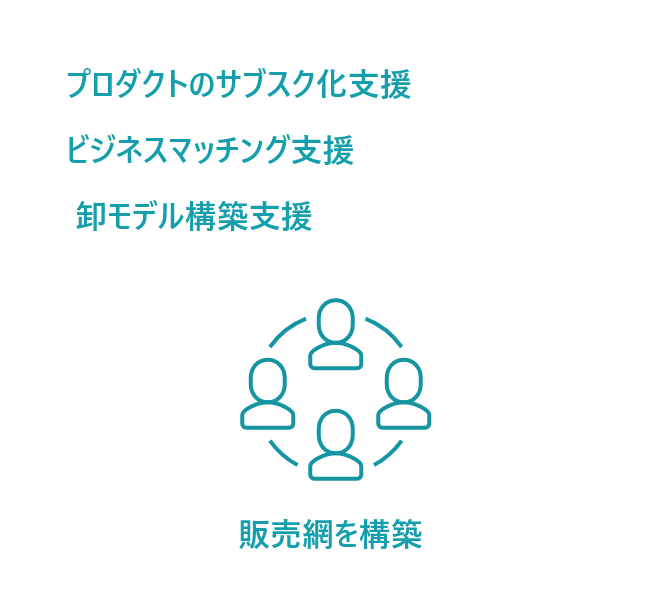 プロダクトのサブスク化支援
ビジネスマッチング支援
卸モデル構築支援
販売網を構築